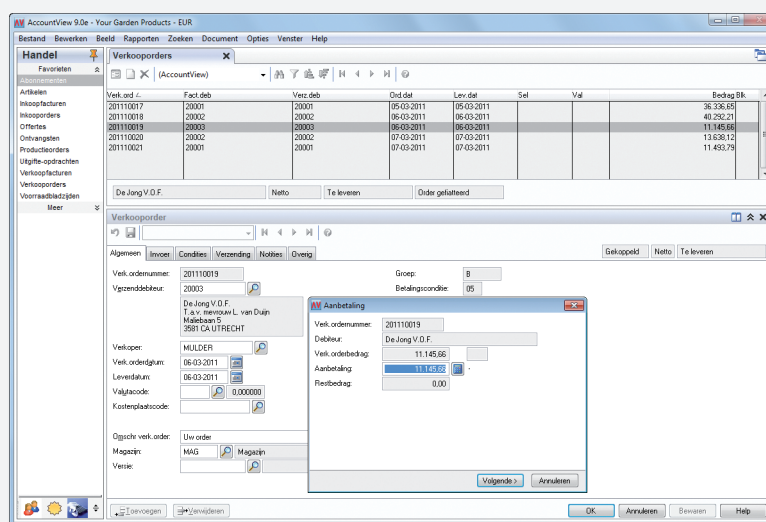 AccountView 9.0e - Your Garden Products - EUR
Bestand Bewerken Beeld Rapporten Zoeken Document Opties Venster Help
Handel
Favorieten
Abonnementen
Artikelen
Inkoopfacturen
Inkooporders
Offertes
Ontvangsten
Productieorders
Uitgifte-opdrachten
Verkoopfacturen
Verkooporders
Voorraadbladzijden
Meer
Verkooporders
(AccountView)
Verk.ord Fact.deb Verz.deb Ord.dat Lev.dat Sel Val Bedrag Blk
201110017 20001 20001 05-03-2011 05-03-2011 36.336,65
201110018 20002 20002 06-03-2011 06-03-2011 40.292,21
201110019 20003 20003 06-03-2011 06-03-2011 11.145,66
201110020 20002 20002 07-03-2011 07-03-2011 13.638,12
201110021 20001 20001 07-03-2011 07-03-2011 11.493,79
De Jong V.O.F. Netto Te leveren Order gefiatteerd
Verkooporder
Algemeen Invoer Condities Verzending Notities Overig
Gekoppeld Netto Te leveren
Verk.ordernummer: 201110019 Groep: B
Verzenddebiteur: 20003 Betalingsconditie: 05
De Jong V.O.F.
T.a.v. mevrouw L. van Duijn
Maliebaan 5
3581 CA UTRECHT
Verkoper: MULDER
Verk.orderdatum: 06-03-2011
Leverdatum: 06-03-2011
Valutacode: 0,000000
Kostenplaatscode:
Omschr verk.order: Uw order
Magazijn: MAG Magazijn
Versie:
Aanbetaling
Verk.ordernummer: 201110019
Debiteur: De Jong V.O.F.
Verk.orderbedrag: 11.145,66
Aanbetaling: 11.145,66
Restbedrag: 0,00
Volgende > Annuleren
Toevoegen Verwijderen OK Annuleren Bewaren Help